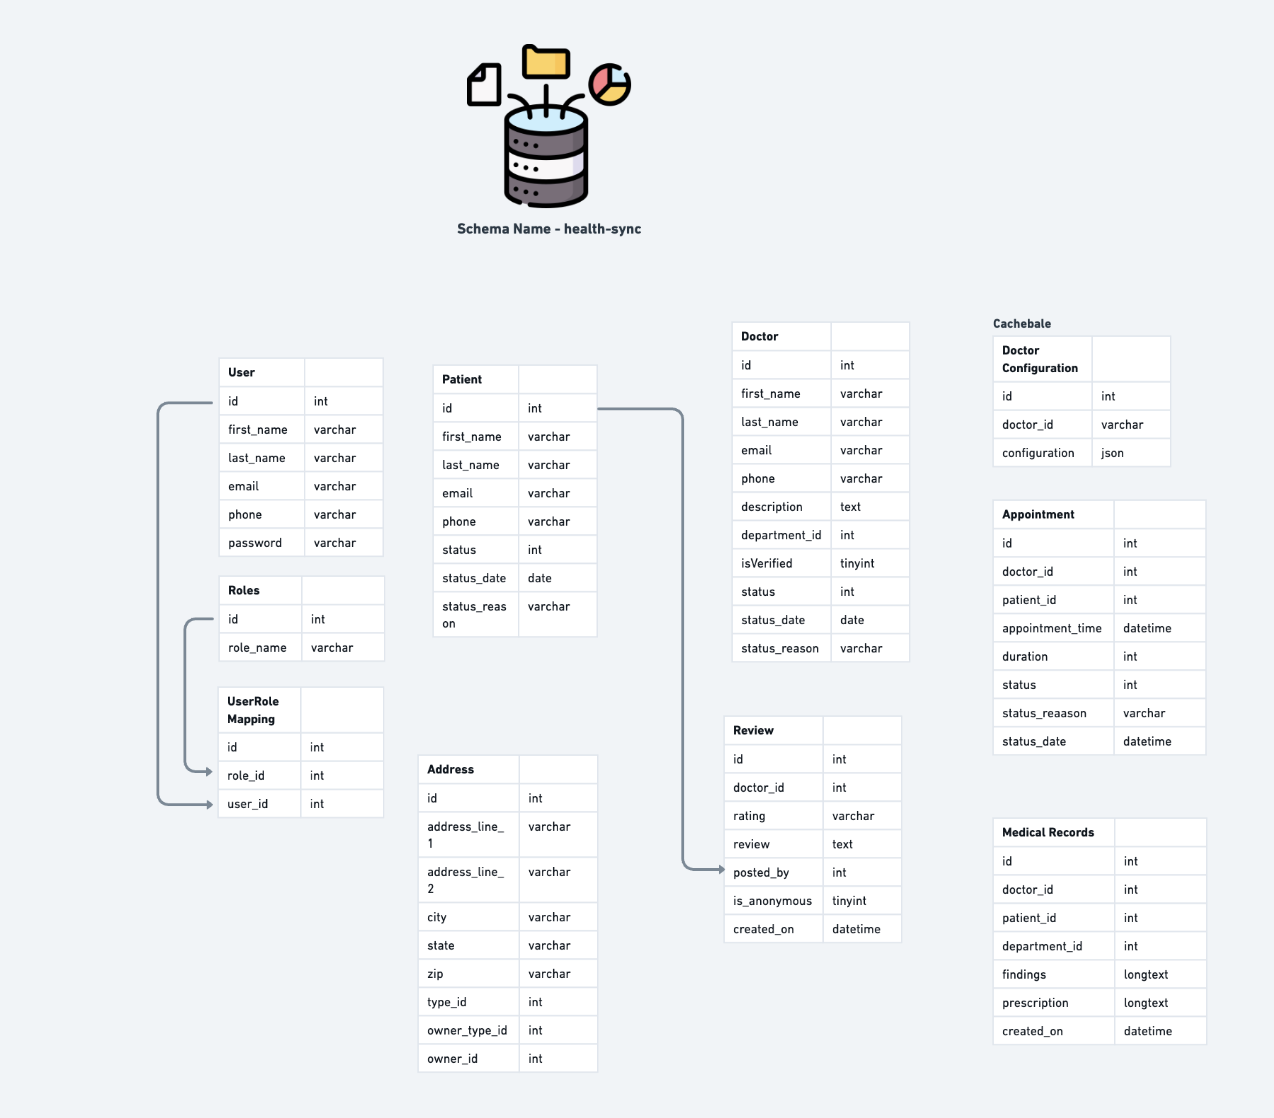 Schema Name - health-sync
User
id int
first_name varchar
last_name varchar
email varchar
phone varchar
password varchar
Roles
id int
role_name varchar
UserRole
Mapping
id int
role_id int
user_id int
Patient
id int
first_name varchar
last_name varchar
email varchar
phone varchar
status int
status_date date
status_reas varchar
on
Address
id int
address_line_ varchar
1
address_line_ varchar
2
city varchar
state varchar
zip varchar
type_id int
owner_type_id int
owner_id int
Doctor
id int
first_name varchar
last_name varchar
email varchar
phone varchar
description text
department_id int
isVerified tinyint
status int
status_date date
status_reason varchar
Review
id int
doctor_id int
rating varchar
review text
posted_by int
is_anonymous tinyint
created_on datetime
Cachebale
Doctor
Configuration
id int
doctor_id varchar
configuration json
Appointment
id int
doctor_id int
patient_id int
appointment_time datetime
duration int
status int
status_reaason varchar
status_date datetime
Medical Records
id int
doctor_id int
patient_id int
department_id int
findings longtext
prescription longtext
created_on datetime